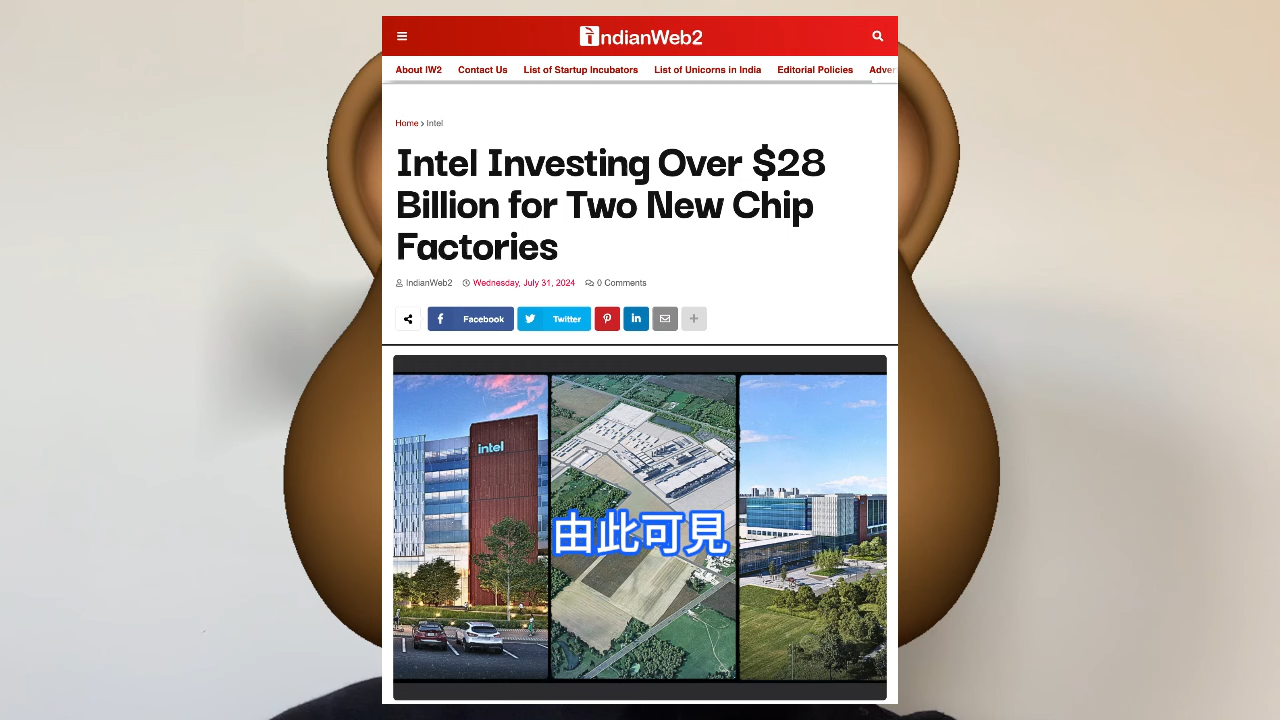 IndianWeb2
About IW2 Contact Us List of Startup Incubators List of Unicorns in India Editorial Policies Adver
Home > Intel
Intel Investing Over $28
Billion for Two New Chip
Factories
IndianWeb2 Wednesday, July 31, 2024 0 Comments
Facebook Twitter
intel
由此可見